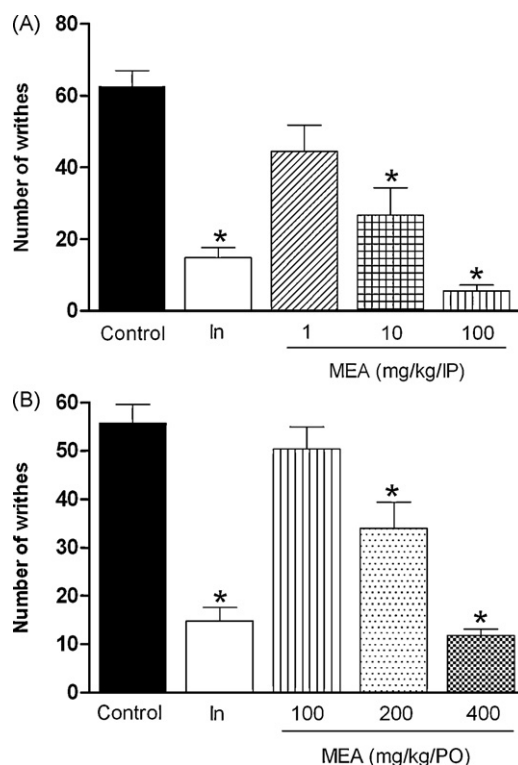 (A)
Number of writhes
80
60
40
20
0
*
*
*
Control In 1 10 100
MEA (mg/kg/IP)
(B)
Number of writhes
60
50
40
30
20
10
0
*
*
*
Control In 100 200 400
MEA (mg/kg/PO)